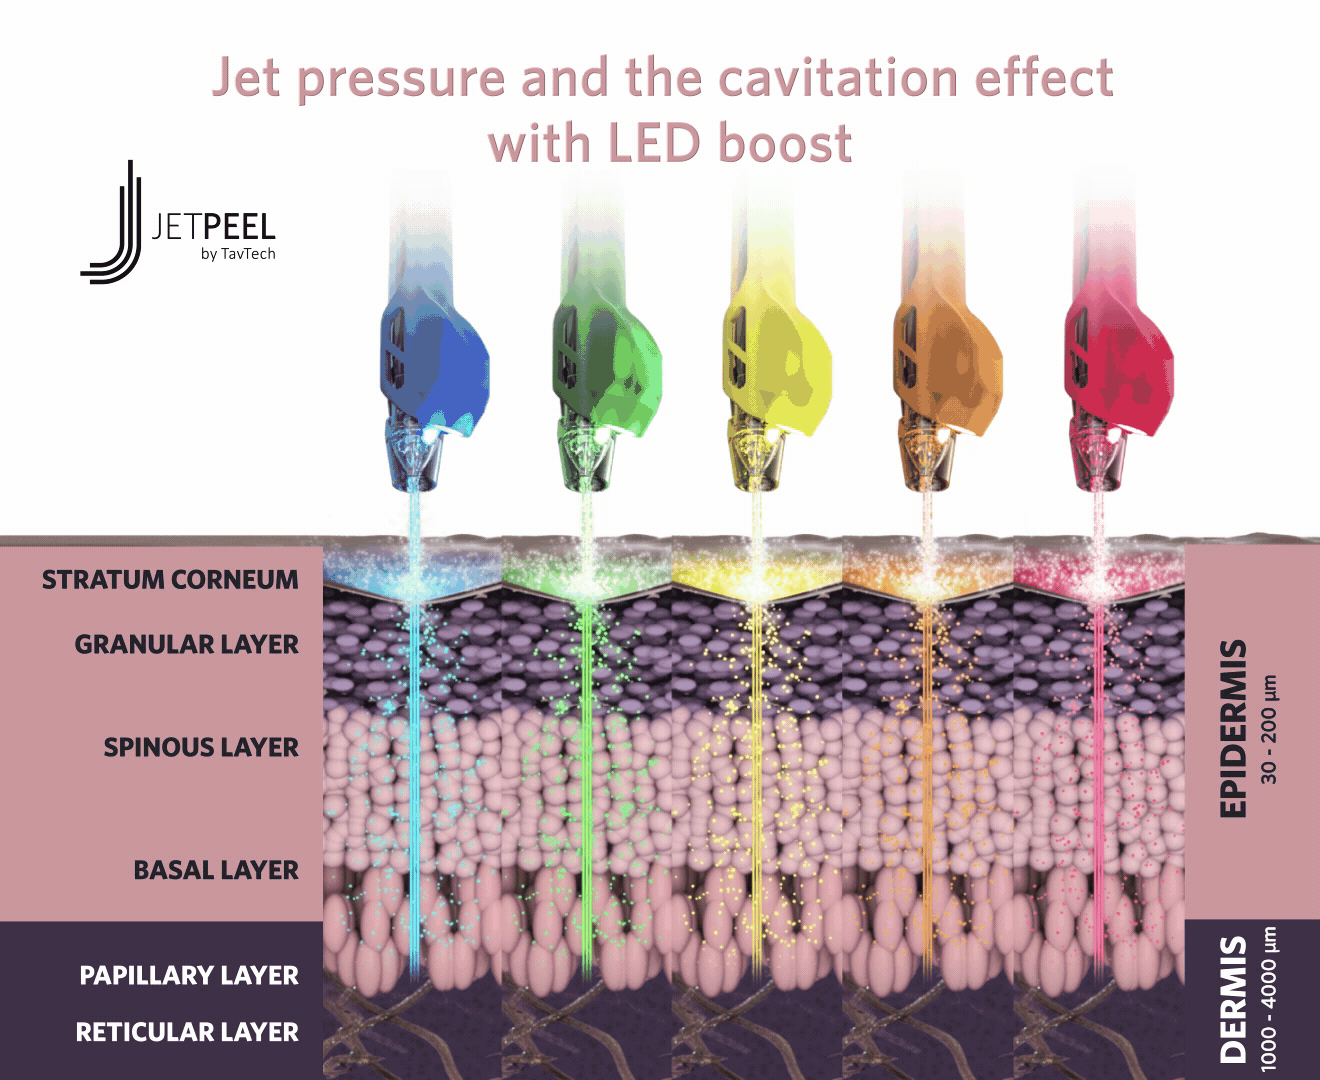 Jet pressure and the cavitation effect
with LED boost
JETPEEL
by TavTech
STRATUM CORNEUM
GRANULAR LAYER
SPINOUS LAYER
BASAL LAYER
PAPILLARY LAYER
RETICULAR LAYER
EPIDERMIS
30 - 200 µm
DERMIS
1000 - 4000 µm